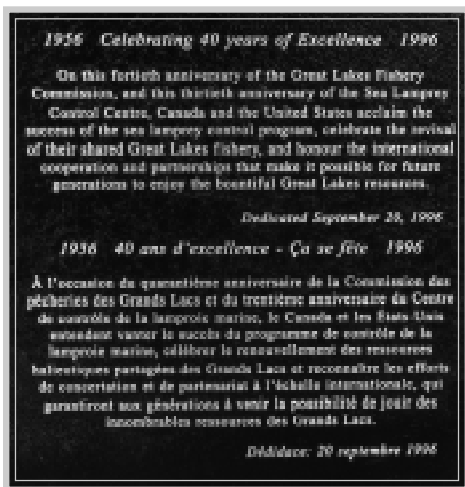 1956 Celebrating 40 years of Excellence 1996
On this fortieth anniversary of the Great Lakes Fishery
Commission, and this thirtieth anniversary of the Sea Lamprey
Control Centre, Canada and the United States acclaim the
success of the sea lamprey control program, celebrate the revival
of their shared Great Lakes fishery, and honour the international
cooperation and partnerships that make it possible for future
generations to enjoy the bountiful Great Lakes resources.
Dedicated September 20, 1996
1956 40 ans d'excellence - Ça se fête 1996
À l'occasion du quarantième anniversaire de la Commission des
pêcheries des Grands Lacs et du trentième anniversaire du Centre
de contrôle de la lamproie marine, le Canada et les États-Unis
entendent vanter le succès du programme de contrôle de la
lamproie marine, célébrer le renouvellement des ressources
halieutiques partagées des Grands Lacs et reconnaître les efforts
de concertation et de partenariat à l'échelle internationale, qui
garantiront aux générations à venir la possibilité de jouir des
innombrables ressources des Grands Lacs.
Dédidace: 20 septembre 1996